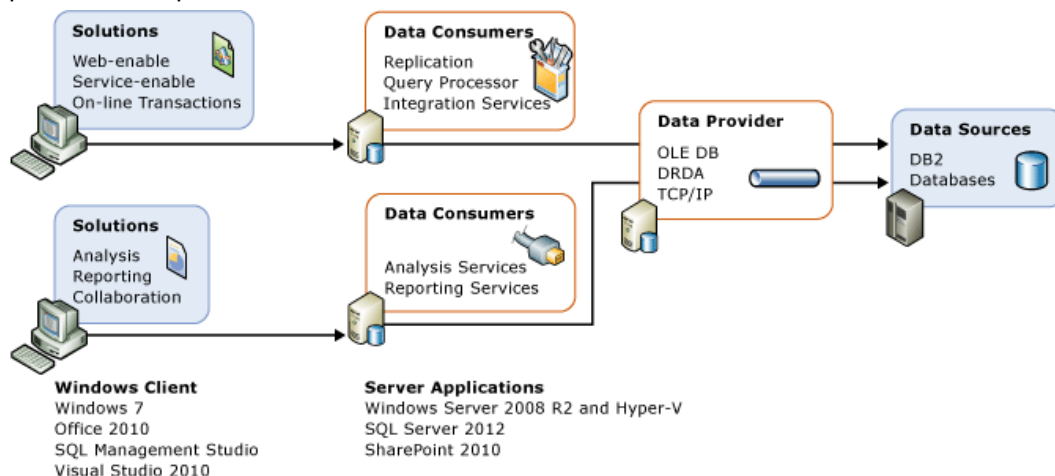 Solutions
Web-enable
Service-enable
On-line Transactions
Data Consumers
Replication
Query Processor
Integration Services
Data Provider
OLE DB
DRDA
TCP/IP
Data Sources
DB2
Databases
Solutions
Analysis
Reporting
Collaboration
Data Consumers
Analysis Services
Reporting Services
Windows Client
Windows 7
Office 2010
SQL Management Studio
Visual Studio 2010
Server Applications
Windows Server 2008 R2 and Hyper-V
SQL Server 2012
SharePoint 2010